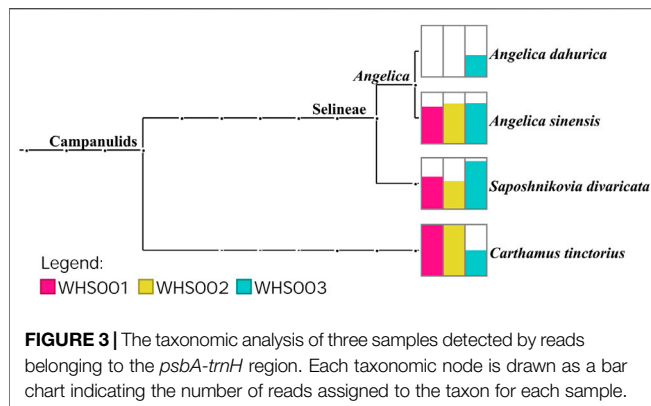 Angelica dahurica
Angelica
Campanulids
Selineae
Angelica sinensis
Saposhnikovia divaricata
Carthamus tinctorius
Legend:
WHS001 WHS002 WHS003
FIGURE 3 | The taxonomic analysis of three samples detected by reads
belonging to the psbA-trnH region. Each taxonomic node is drawn as a bar
chart indicating the number of reads assigned to the taxon for each sample.